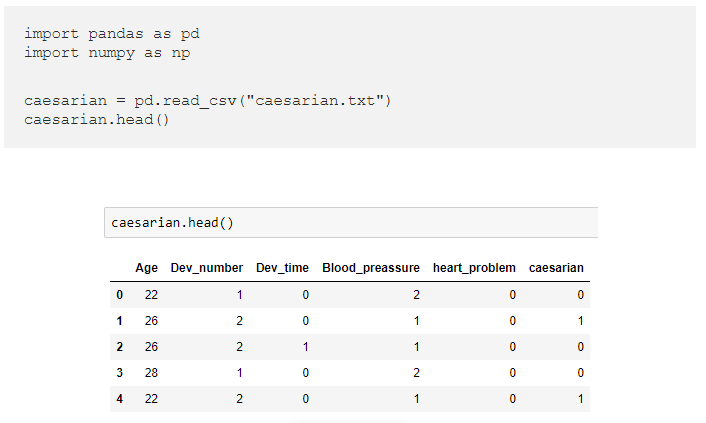 import pandas as pd
import numpy as np
caesarian = pd.read_csv("caesarian.txt")
caesarian.head()
caesarian.head()
Age Dev_number Dev_time Blood_preassure heart_problem caesarian
0 22 1 0 2 0 0
1 26 2 0 1 0 1
2 26 2 1 1 0 0
3 28 1 0 2 0 0
4 22 2 0 1 0 1